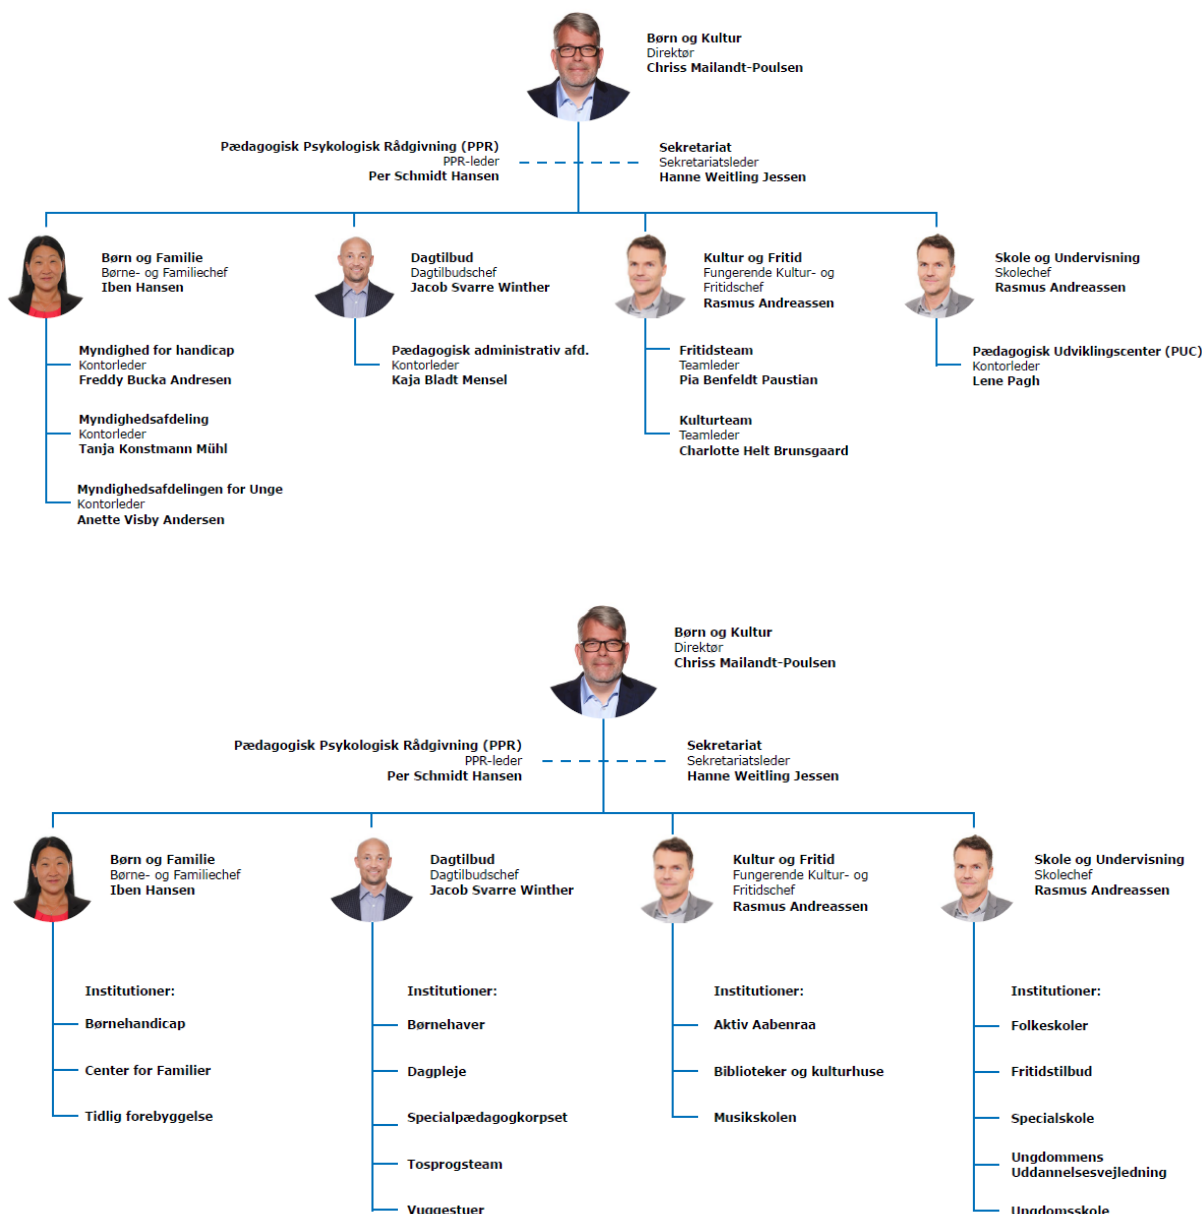 Børn og Kultur
Direktør
Chriss Mailandt-Poulsen
Pædagogisk Psykologisk Rådgivning (PPR)
PPR-leder
Per Schmidt Hansen
Sekretariat
Sekretariatsleder
Hanne Weitling Jessen
Børn og Familie
Børne- og Familiechef
Iben Hansen
Dagtilbud
Dagtilbudschef
Jacob Svarre Winther
Kultur og Fritid
Fungerende Kultur- og
Fritidschef
Rasmus Andreassen
Skole og Undervisning
Skolechef
Rasmus Andreassen
Myndighed for handicap
Kontorleder
Freddy Bucka Andresen
Myndighedsafdeling
Kontorleder
Tanja Konstmann Mühl
Myndighedsafdelingen for Unge
Kontorleder
Anette Visby Andersen
Pædagogisk administrativ afd.
Kontorleder
Kaja Bladt Mensel
Fritidsteam
Teamleder
Pia Benfeldt Paustian
Kulturteam
Teamleder
Charlotte Helt Brunsgaard
Pædagogisk Udviklingscenter (PUC)
Kontorleder
Lene Pagh
Børn og Kultur
Direktør
Chriss Mailandt-Poulsen
Pædagogisk Psykologisk Rådgivning (PPR)
PPR-leder
Per Schmidt Hansen
Sekretariat
Sekretariatsleder
Hanne Weitling Jessen
Børn og Familie
Børne- og Familiechef
Iben Hansen
Dagtilbud
Dagtilbudschef
Jacob Svarre Winther
Kultur og Fritid
Fungerende Kultur- og
Fritidschef
Rasmus Andreassen
Skole og Undervisning
Skolechef
Rasmus Andreassen
Institutioner:
Børnehandicap
Center for Familier
Tidlig forebyggelse
Institutioner:
Børnehaver
Dagpleje
Specialpædagogkorpset
Tosprogsteam
Vuggestuer
Institutioner:
Aktiv Aabenraa
Biblioteker og kulturhuse
Musikskolen
Institutioner:
Folkeskoler
Fritidstilbud
Specialskole
Ungdommens
Uddannelsesvejledning
Ungdomsskole